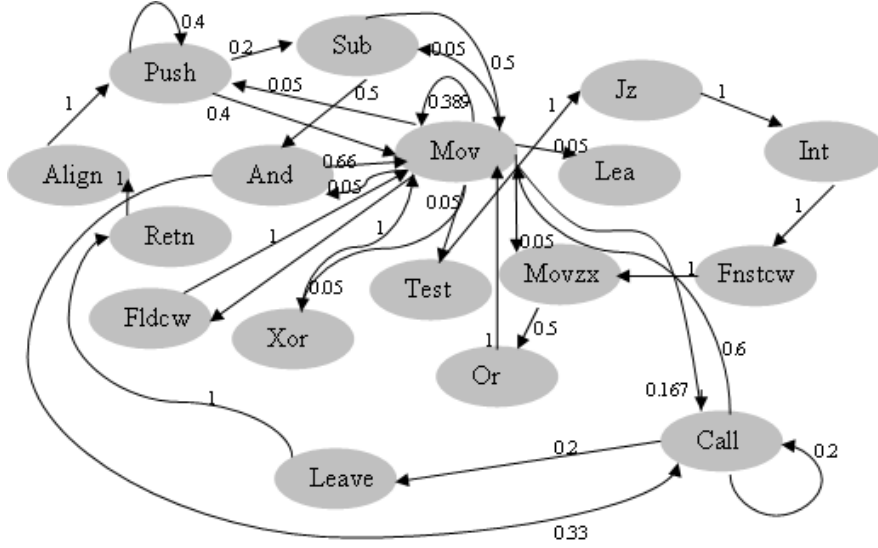 0.4
Push
0.2
Sub
0.05
0.5
0.05
0.5
0.389
0.4
Mov
1
Jz
1
Int
1
Align
1
And
0.66
0.05
0.05
Lea
Retn
1
0.05
0.05
1
Test
Movzx
1
Fnstcw
1
Fldcw
0.05
Xor
1
Or
0.5
0.6
0.167
1
Call
0.2
0.2
Leave
0.33